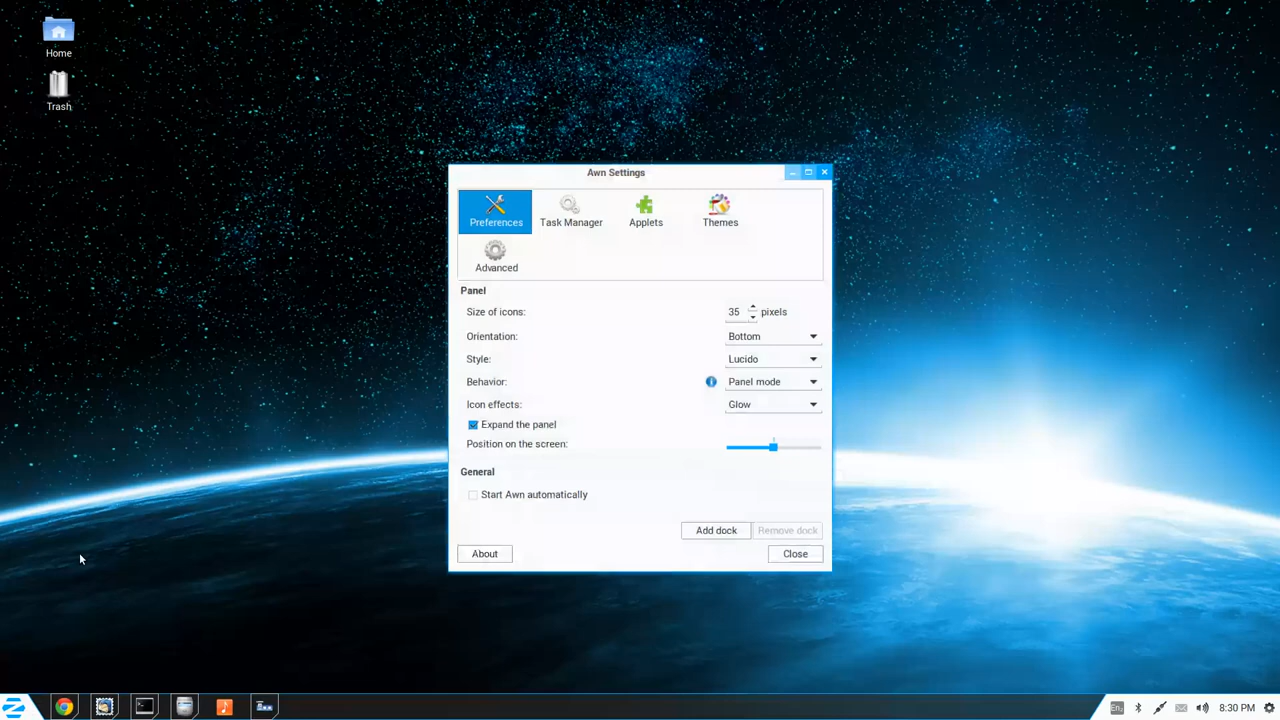 Home
Trash
Awn Settings
Preferences
Task Manager
Applets
Themes
Advanced
Panel
Size of icons:
35 pixels
Orientation:
Bottom
Style:
Lucido
Behavior:
Panel mode
Icon effects:
Glow
Expand the panel
Position on the screen:
General
Start Awn automatically
Add dock
Remove dock
About
Close
8:30 PM